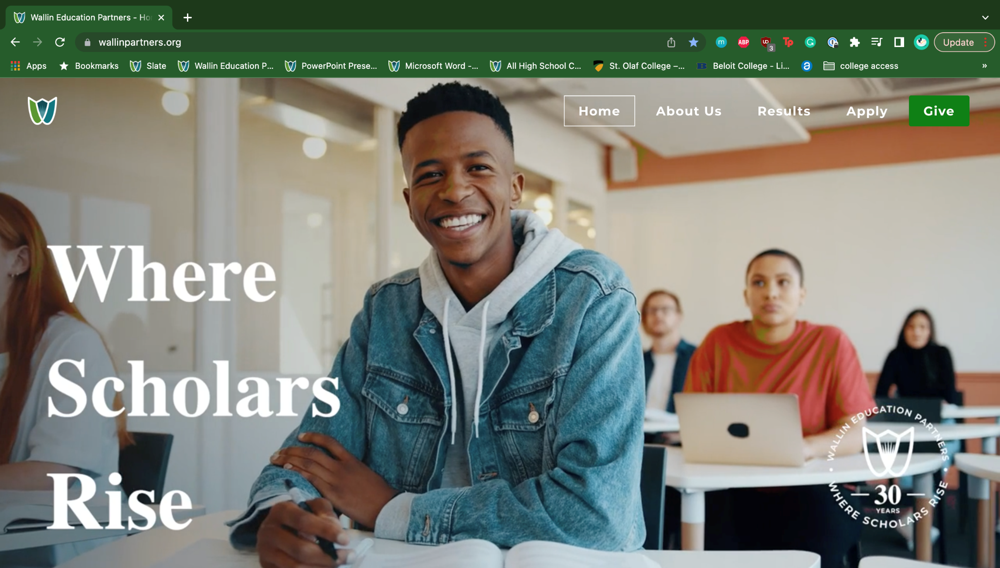 Wallin Education Partners - Ho
wallinpartners.org
ABP
3
Update
Apps
Bookmarks
Slate
Wallin Education P...
PowerPoint Prese...
Microsoft Word -...
All High School C...
St. Olaf College –...
Beloit College - Li...
college access
»
Home
About Us
Results
Apply
Give
Where
Scholars
Rise
WALLIN EDUCATION PARTNERS
30
YEARS
WHERE SCHOLARS RISE